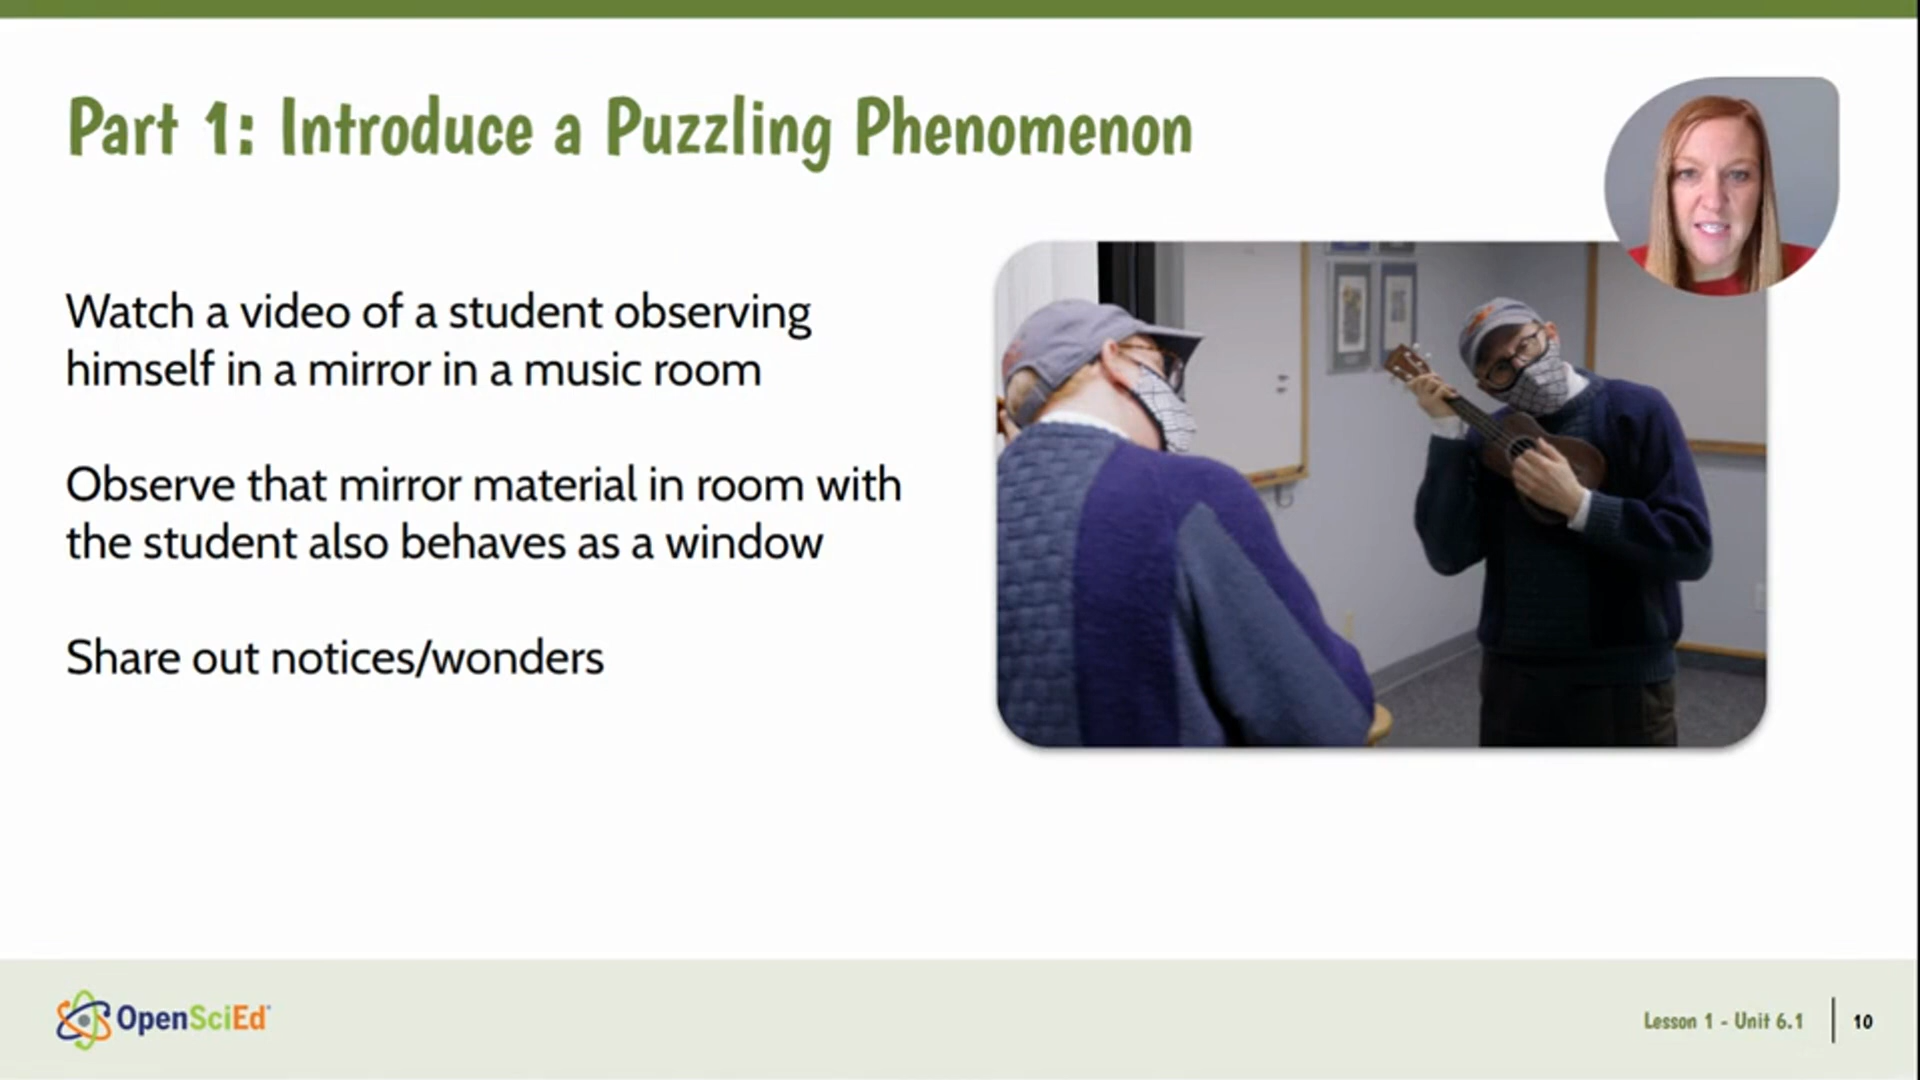 Part 1: Introduce a Puzzling Phenomenon
Watch a video of a student observing
himself in a mirror in a music room
Observe that mirror material in room with
the student also behaves as a window
Share out notices/wonders
OpenSciEd
Lesson 1 - Unit 6.1
10